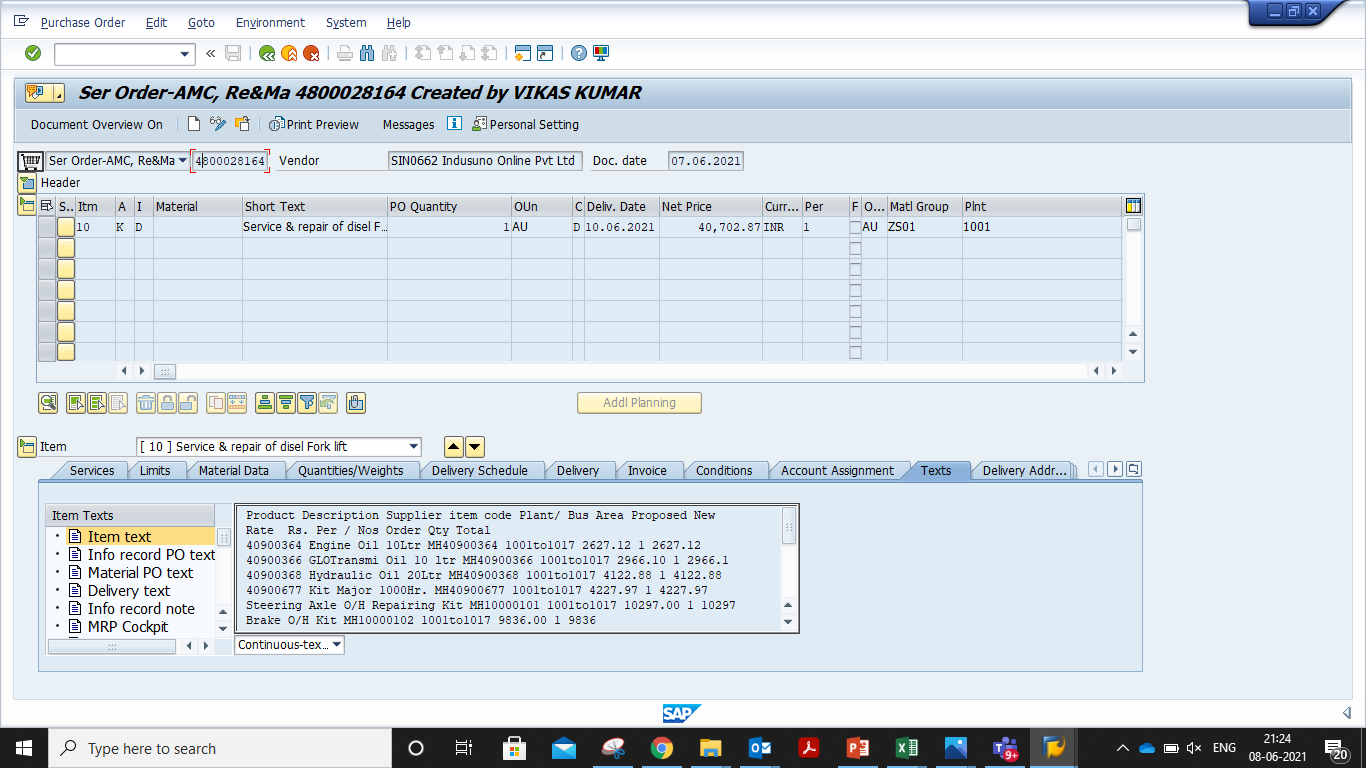 Purchase Order Edit Goto Environment System Help
Ser Order-AMC, Re&Ma 4800028164 Created by VIKAS KUMAR
Document Overview On Print Preview Messages Personal Setting
Ser Order-AMC, Re&Ma 4800028164 Vendor SIN0662 Indusuno Online Pvt Ltd Doc. date 07.06.2021
Header
S.. Itm A I Material Short Text PO Quantity OUn C Deliv. Date Net Price Curr... Per F O... Matl Group Plnt
10 K D Service & repair of disel F... 1 AU D 10.06.2021 40,702.87 INR 1 AU ZS01 1001
Addl Planning
Item [ 10 ] Service & repair of disel Fork lift
Services Limits Material Data Quantities/Weights Delivery Schedule Delivery Invoice Conditions Account Assignment Texts Delivery Addr...
Item Texts
Item text
Info record PO text
Material PO text
Delivery text
Info record note
MRP Cockpit
Product Description Supplier item code Plant/ Bus Area Proposed New
Rate Rs. Per / Nos Order Qty Total
40900364 Engine Oil 10Ltr MH40900364 1001to1017 2627.12 1 2627.12
40900366 GLOTransmi Oil 10 ltr MH40900366 1001to1017 2966.10 1 2966.1
40900368 Hydraulic Oil 20Ltr MH40900368 1001to1017 4122.88 1 4122.88
40900677 Kit Major 1000Hr. MH40900677 1001to1017 4227.97 1 4227.97
Steering Axle O/H Repairing Kit MH10000101 1001to1017 10297.00 1 10297
Brake O/H Kit MH10000102 1001to1017 9836.00 1 9836
Continuous-tex...
SAP
Type here to search
9+
ENG
21:24
08-06-2021
20